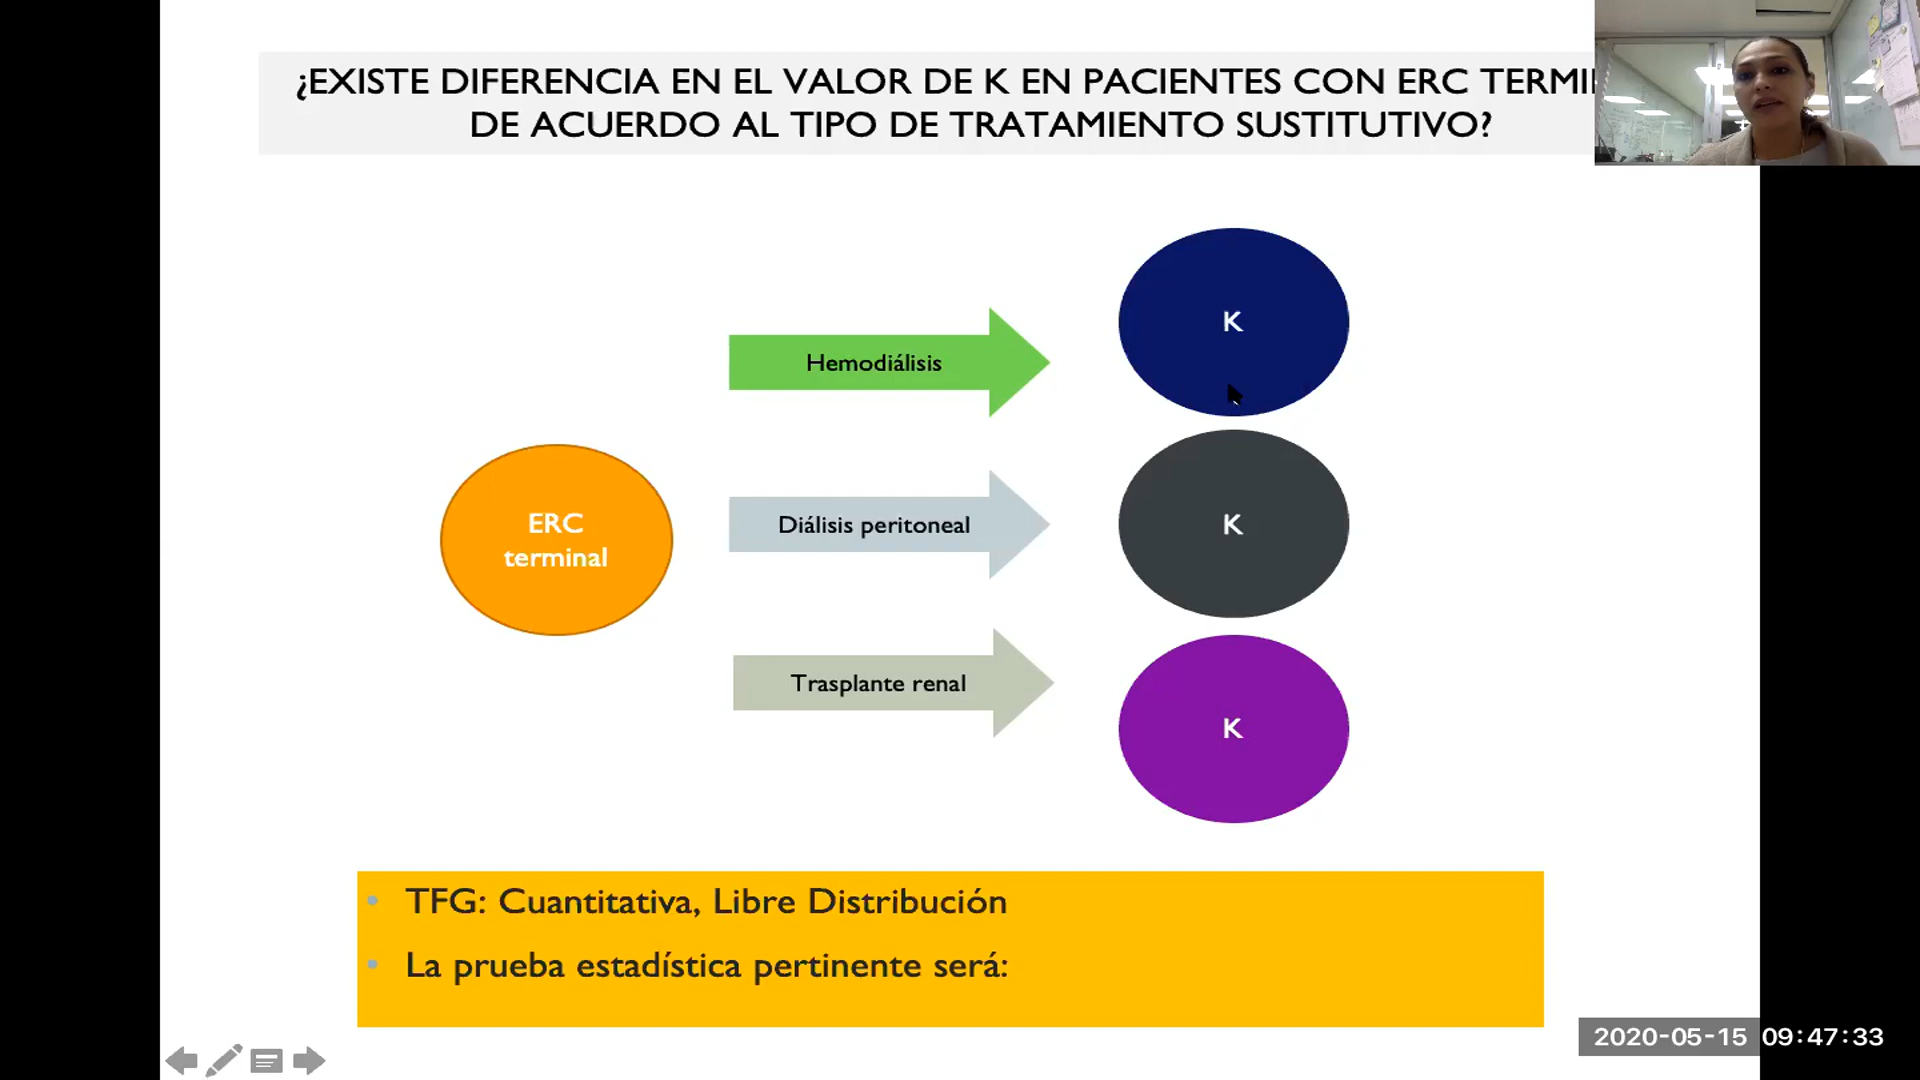 ¿EXISTE DIFERENCIA EN EL VALOR DE K EN PACIENTES CON ERC TERMI
DE ACUERDO AL TIPO DE TRATAMIENTO SUSTITUTIVO?
K
Hemodiálisis
ERC
terminal
Diálisis peritoneal
K
Trasplante renal
K
• TFG: Cuantitativa, Libre Distribución
• La prueba estadística pertinente será:
2020-05-15 09:47:33